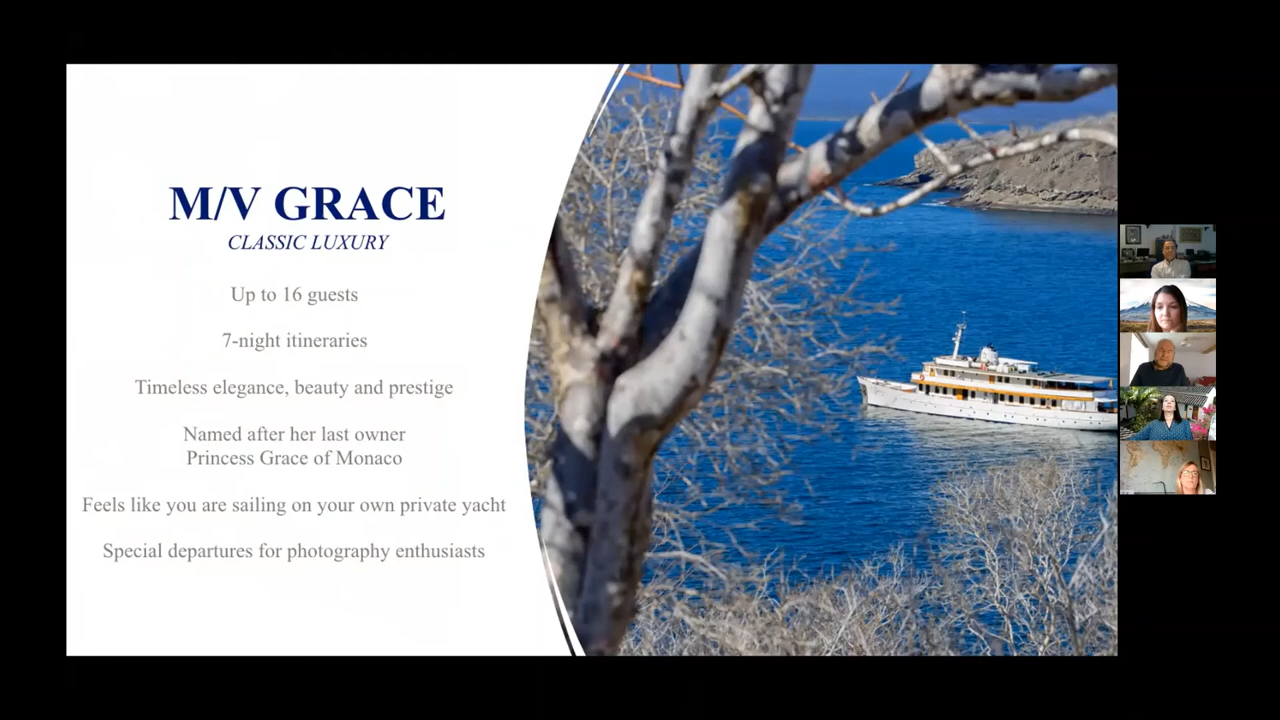 M/V GRACE
CLASSIC LUXURY
Up to 16 guests
7-night itineraries
Timeless elegance, beauty and prestige
Named after her last owner
Princess Grace of Monaco
Feels like you are sailing on your own private yacht
Special departures for photography enthusiasts